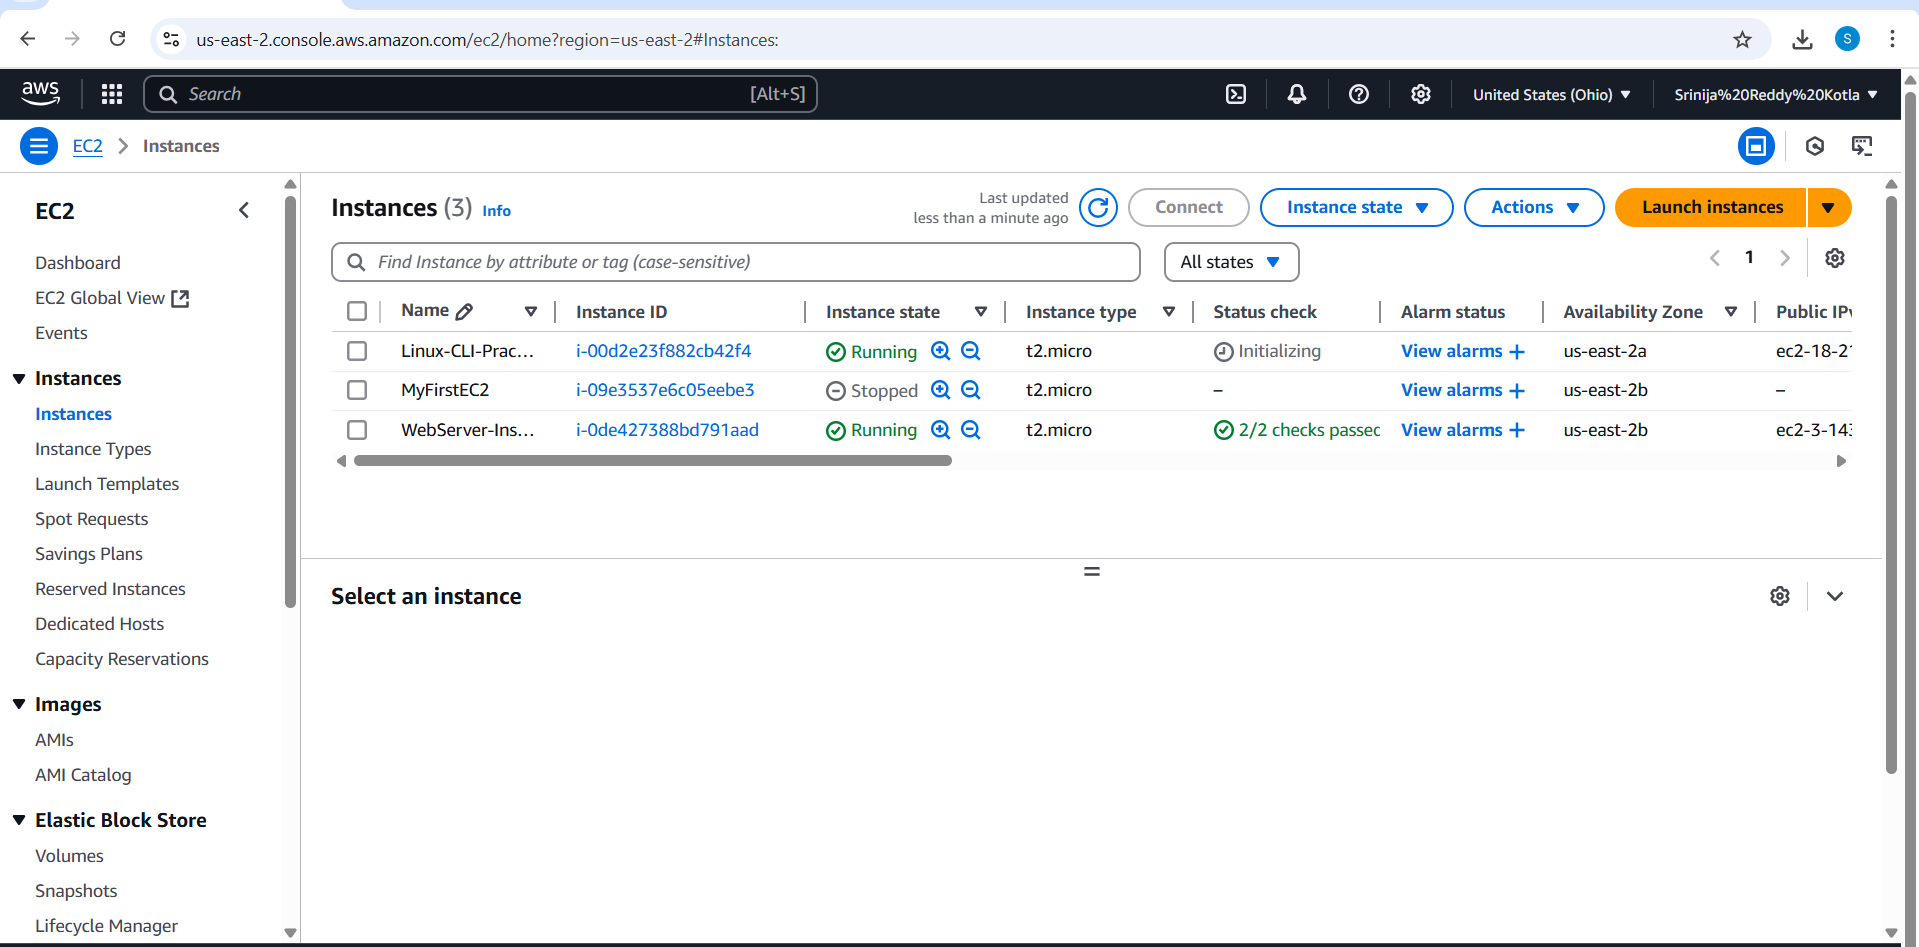 us-east-2.console.aws.amazon.com/ec2/home?region=us-east-2#Instances:
S
aws
Search
[Alt+S]
United States (Ohio)
Srinija%20Reddy%20Kotla
EC2
Instances
EC2
Dashboard
EC2 Global View
Events
Instances
Instances
Instance Types
Launch Templates
Spot Requests
Savings Plans
Reserved Instances
Dedicated Hosts
Capacity Reservations
Images
AMIs
AMI Catalog
Elastic Block Store
Volumes
Snapshots
Lifecycle Manager
Instances (3) Info
Last updated
less than a minute ago
Connect
Instance state
Actions
Launch instances
Find Instance by attribute or tag (case-sensitive)
All states
1
Name Instance ID Instance state Instance type Status check Alarm status Availability Zone Public IPv
Linux-CLI-Prac... i-00d2e23f882cb42f4 Running t2.micro Initializing View alarms + us-east-2a ec2-18-21
MyFirstEC2 i-09e3537e6c05eebe3 Stopped t2.micro – View alarms + us-east-2b –
WebServer-Ins... i-0de427388bd791aad Running t2.micro 2/2 checks passed View alarms + us-east-2b ec2-3-143
Select an instance